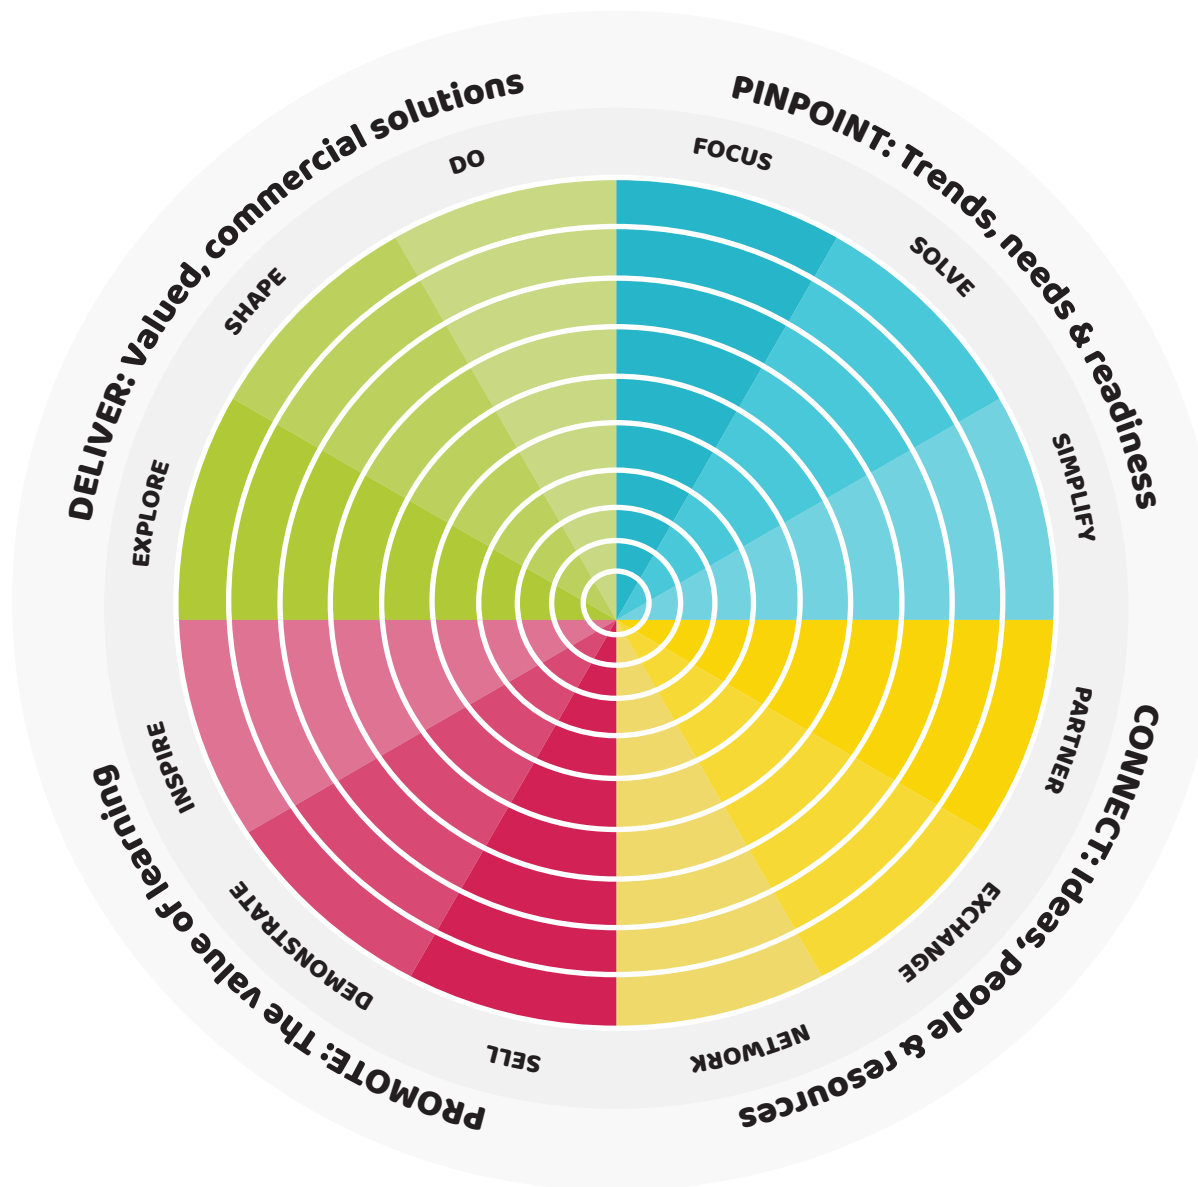 PINPOINT: Trends, needs & readiness
FOCUS
SOLVE
SIMPLIFY
CONNECT: Ideas, people & resources
PARTNER
EXCHANGE
NETWORK
PROMOTE: The value of learning
SELL
DEMONSTRATE
INSPIRE
DELIVER: Valued, commercial solutions
EXPLORE
SHAPE
DO